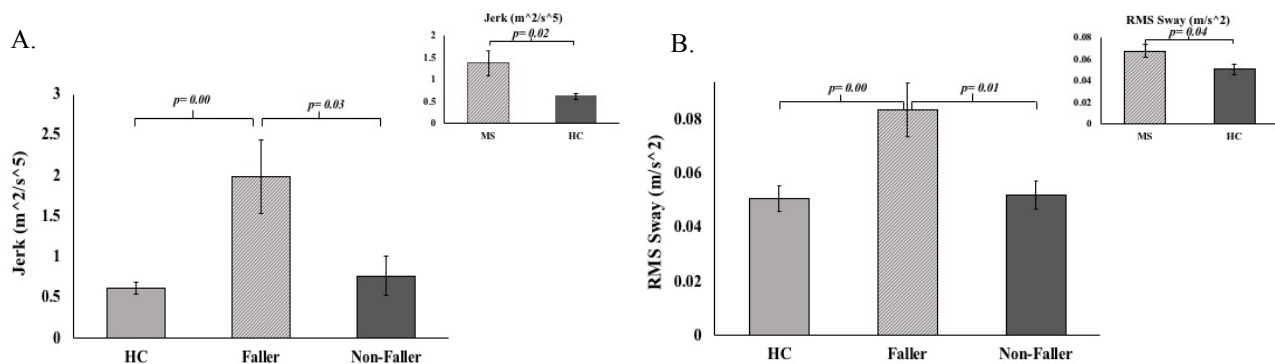 A.
Jerk (m^2/s^5)
3
2.5
2
1.5
1
0.5
0
p= 0.00
p= 0.03
HC
Faller
Non-Faller
Jerk (m^2/s^5)
p= 0.02
2
1.5
1
0.5
0
MS
HC
B.
RMS Sway (m/s^2)
0.08
0.06
0.04
0.02
0
p= 0.00
p= 0.01
HC
Faller
Non-Faller
RMS Sway (m/s^2)
p= 0.04
0.08
0.06
0.04
0.02
0
MS
HC